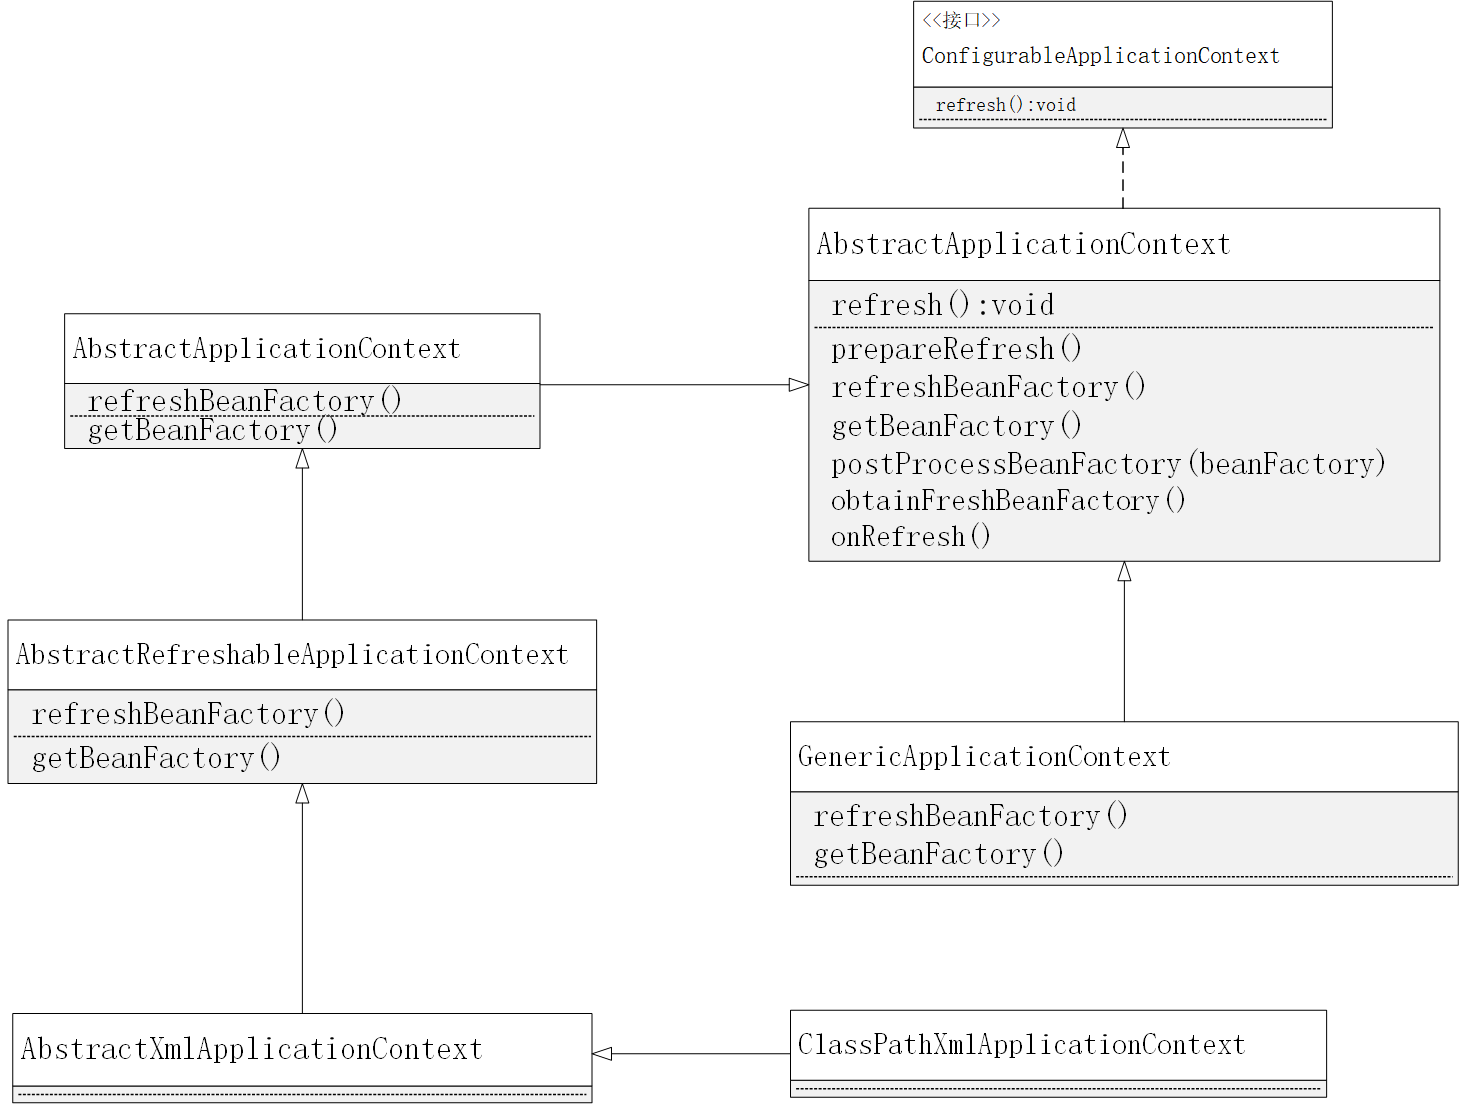 <<接口>>
ConfigurableApplicationContext
refresh():void
AbstractApplicationContext
refresh():void
prepareRefresh()
refreshBeanFactory()
getBeanFactory()
postProcessBeanFactory(beanFactory)
obtainFreshBeanFactory()
onRefresh()
AbstractApplicationContext
refreshBeanFactory()
getBeanFactory()
AbstractRefreshableApplicationContext
refreshBeanFactory()
getBeanFactory()
GenericApplicationContext
refreshBeanFactory()
getBeanFactory()
AbstractXmlApplicationContext
ClassPathXmlApplicationContext